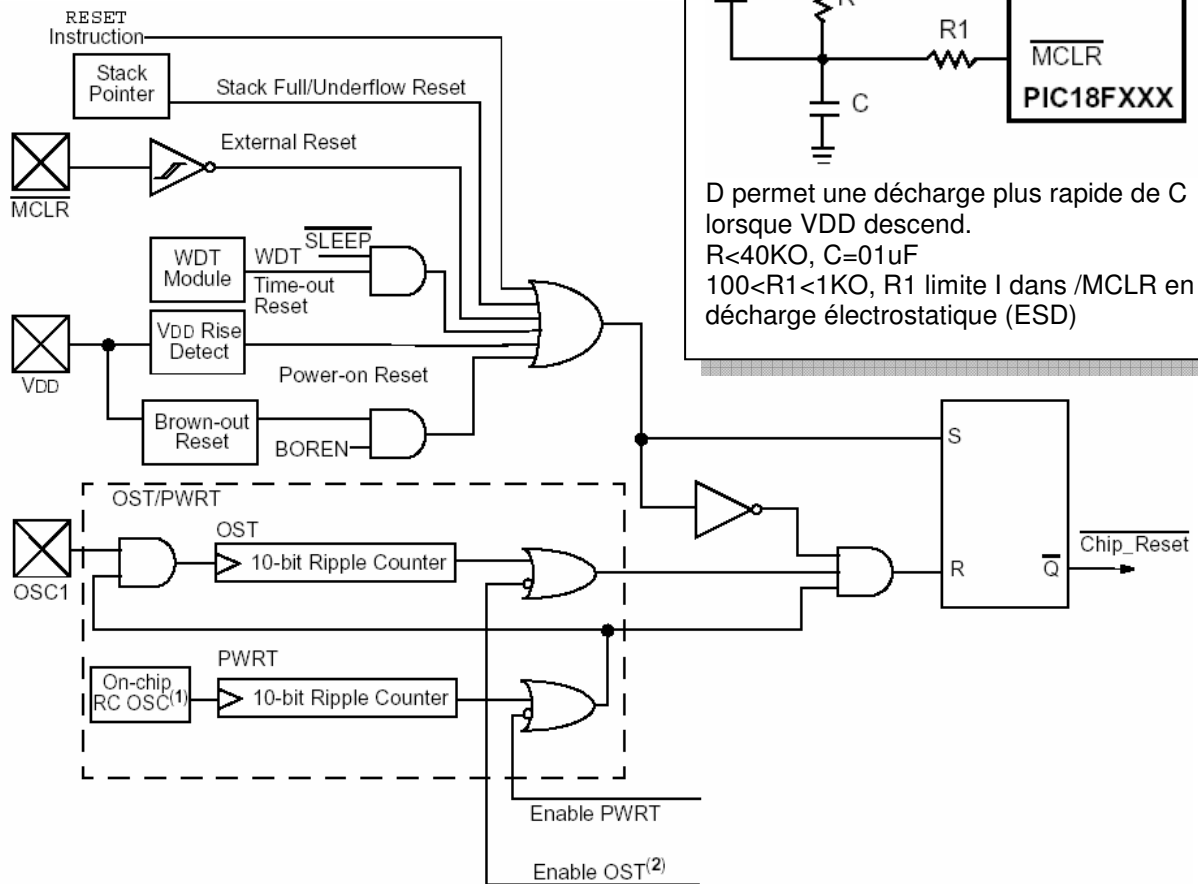 RESET
Instruction
Stack
Pointer
Stack Full/Underflow Reset
External Reset
MCLR
SLEEP
WDT
Module
WDT
Time-out
Reset
VDD Rise
Detect
VDD
Power-on Reset
Brown-out
Reset
BOREN
OST/PWRT
OST
10-bit Ripple Counter
OSC1
PWRT
On-chip
RC OSC(1)
10-bit Ripple Counter
Enable PWRT
Enable OST(2)
S
R
Q
Chip_Reset
R1
C
MCLR
PIC18FXXX
D permet une décharge plus rapide de C
lorsque VDD descend.
R<40KO, C=01uF
100<R1<1KO, R1 limite I dans /MCLR en
décharge électrostatique (ESD)